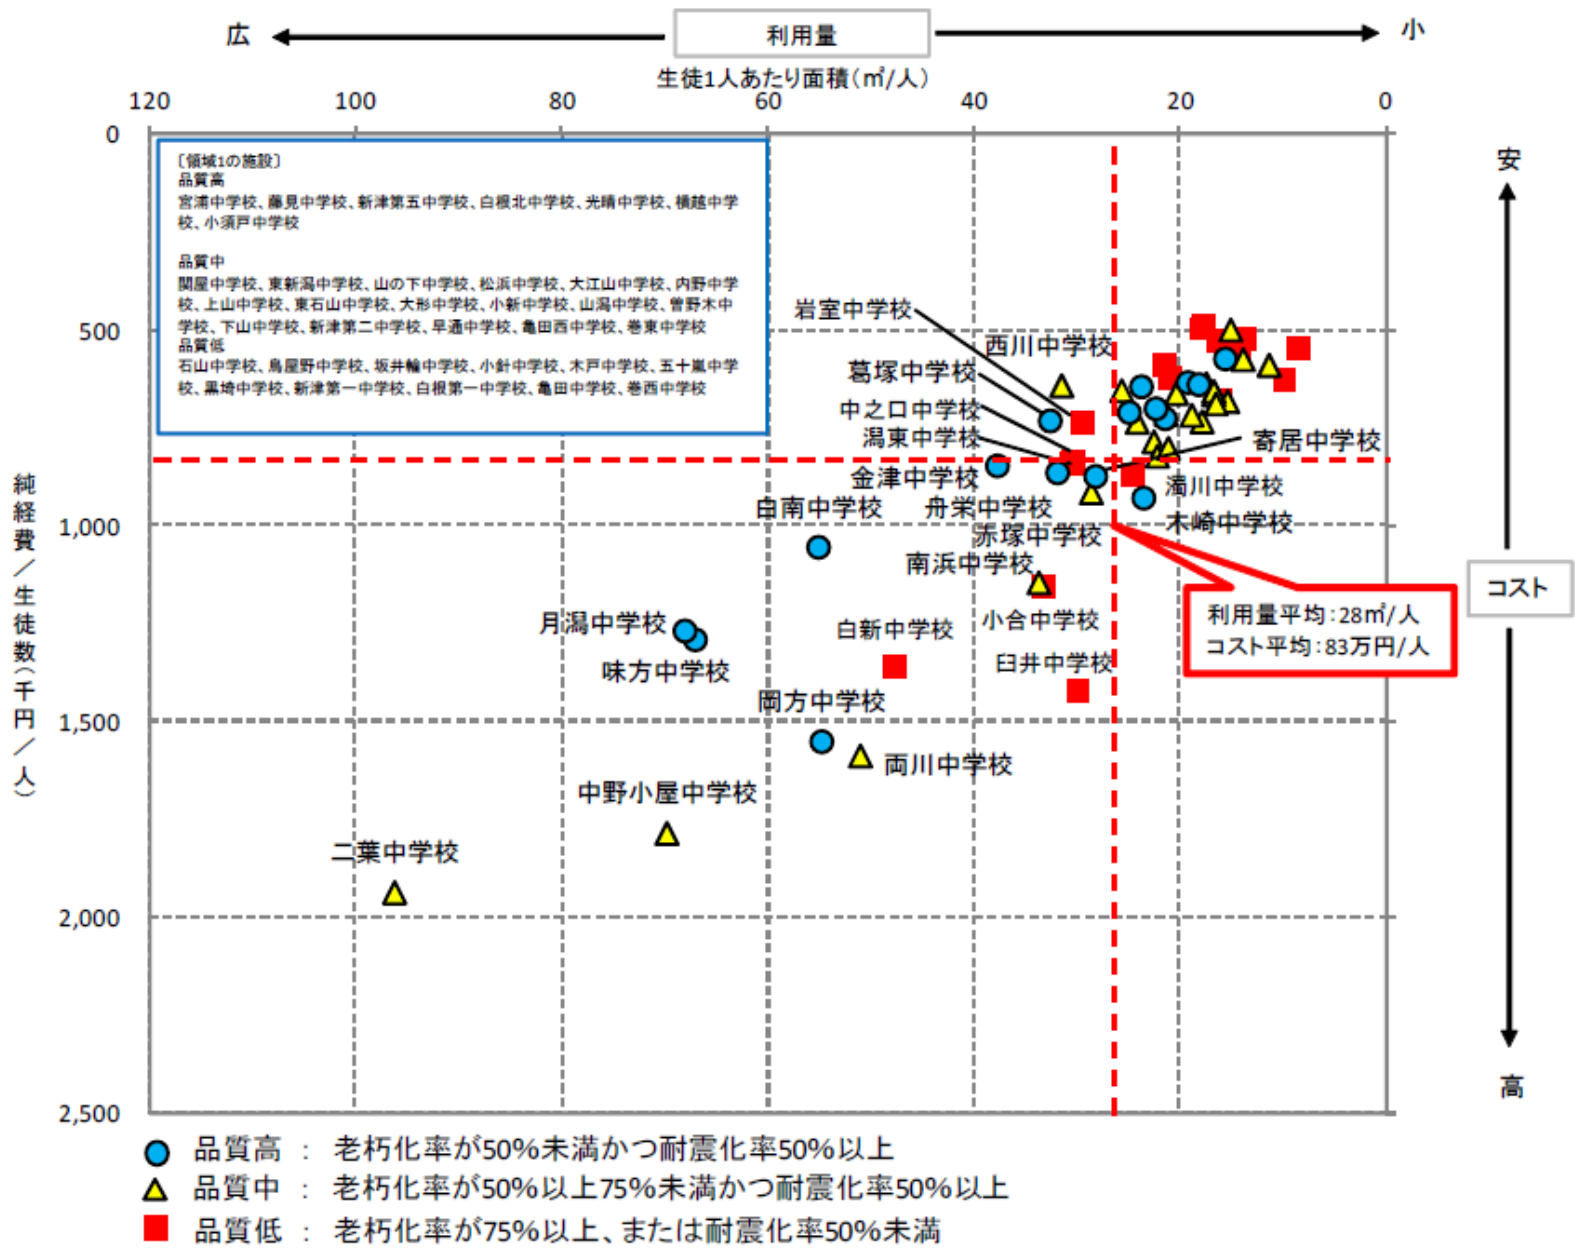 広
利用量
小
生徒1人あたり面積(㎡/人)
120
100
80
60
40
20
0
0
500
1,000
1,500
2,000
2,500
純経費/生徒数(千円/人)
〔領域1の施設〕
品質高
宮浦中学校、藤見中学校、新津第五中学校、白根北中学校、光晴中学校、横越中学
校、小須戸中学校
品質中
関屋中学校、東新潟中学校、山の下中学校、松浜中学校、大江山中学校、内野中学
校、上山中学校、東石山中学校、大形中学校、小新中学校、山潟中学校、曽野木中
学校、下山中学校、新津第二中学校、早通中学校、亀田西中学校、巻東中学校
品質低
石山中学校、鳥屋野中学校、坂井輪中学校、小針中学校、木戸中学校、五十嵐中学
校、黒埼中学校、新津第一中学校、白根第一中学校、亀田中学校、巻西中学校
岩室中学校
西川中学校
葛塚中学校
中之口中学校
潟東中学校
寄居中学校
金津中学校
濁川中学校
白南中学校
舟栄中学校
木崎中学校
赤塚中学校
南浜中学校
月潟中学校
白新中学校
小合中学校
味方中学校
臼井中学校
岡方中学校
両川中学校
中野小屋中学校
二葉中学校
利用量平均:28㎡/人
コスト平均:83万円/人
安
コスト
高
品質高 : 老朽化率が50%未満かつ耐震化率50%以上
品質中 : 老朽化率が50%以上75%未満かつ耐震化率50%以上
品質低 : 老朽化率が75%以上、または耐震化率50%未満